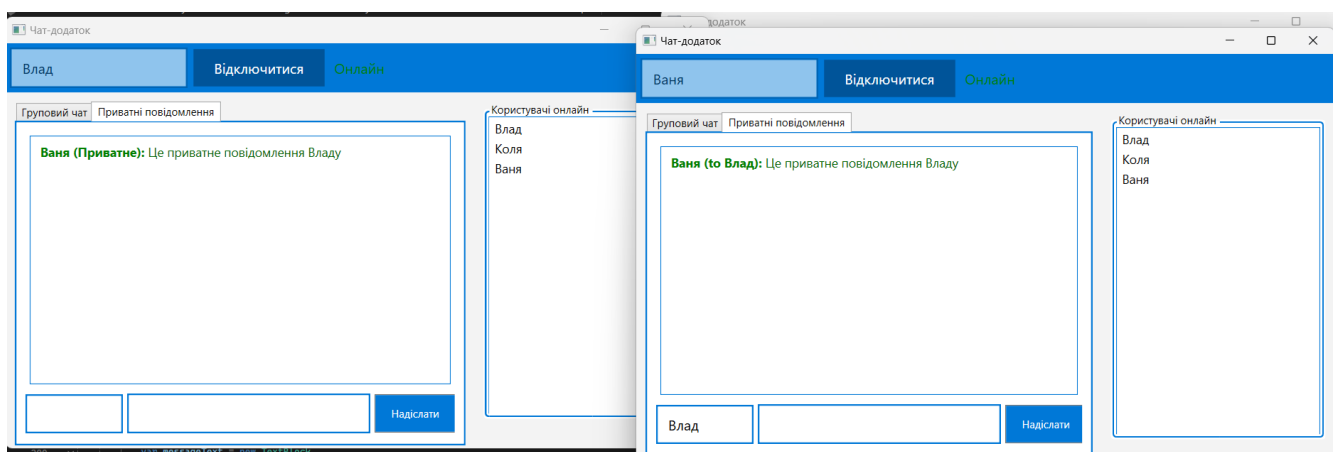 Чат-додаток
Влад
Відключитися
Онлайн
Груповий чат
Приватні повідомлення
Ваня (Приватне): Це приватне повідомлення Владу
Надіслати
Користувачі онлайн
Влад
Коля
Ваня
додаток
Чат-додаток
Ваня
Відключитися
Онлайн
Груповий чат
Приватні повідомлення
Ваня (to Влад): Це приватне повідомлення Владу
Влад
Надіслати
Користувачі онлайн
Влад
Коля
Ваня